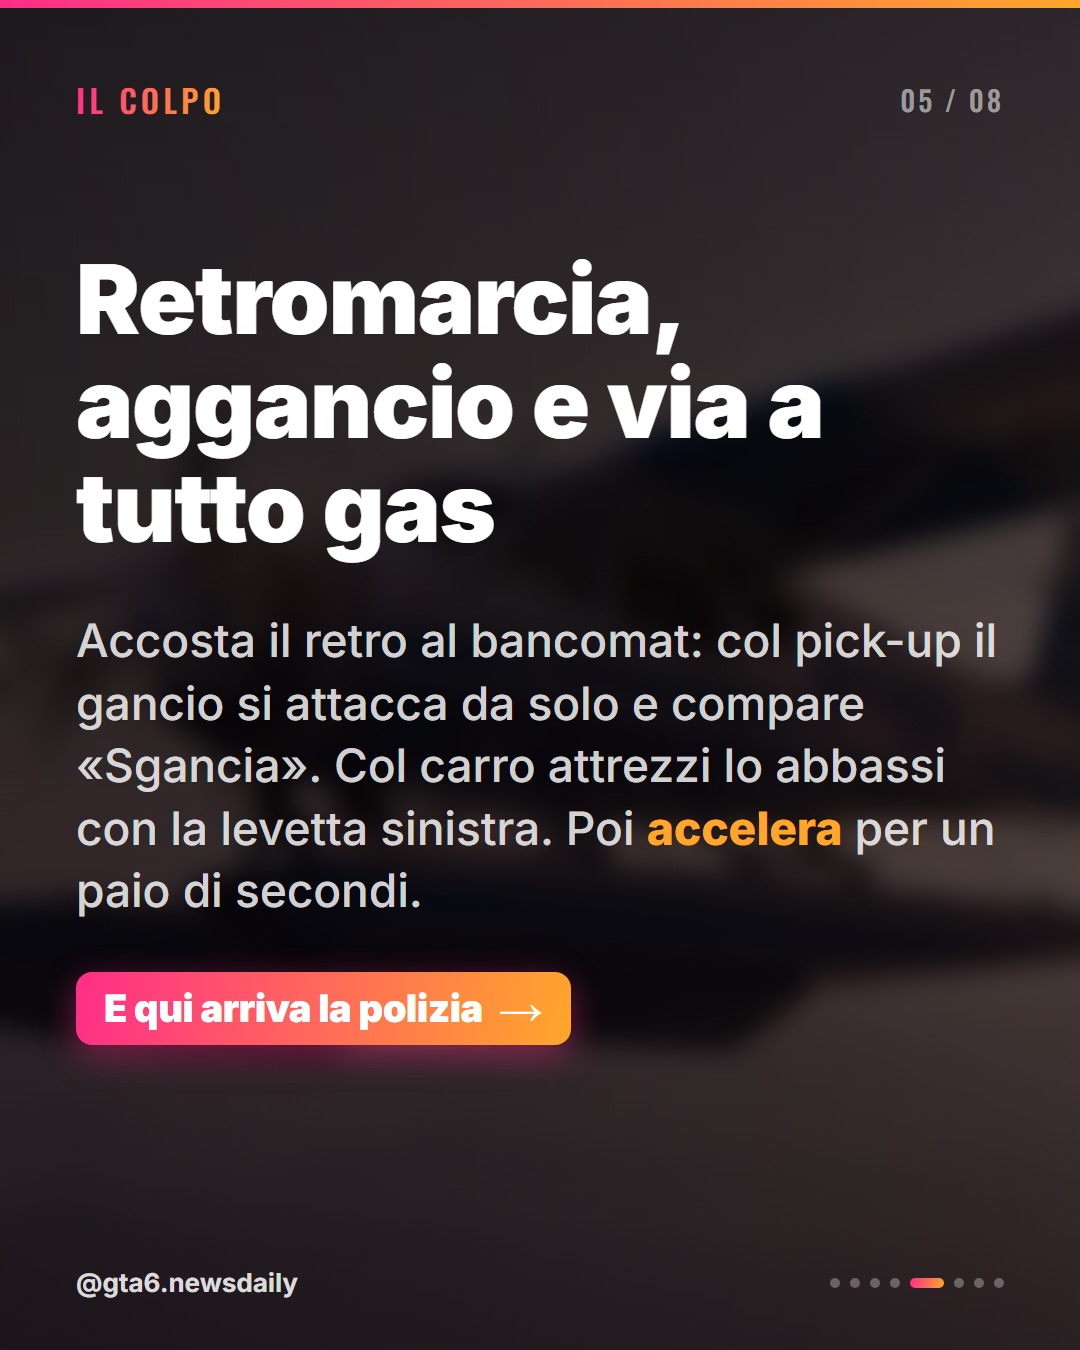 IL COLPO
05 / 08
Retromarcia,
aggancio e via a
tutto gas
Accosta il retro al bancomat: col pick-up il
gancio si attacca da solo e compare
«Sgancia». Col carro attrezzi lo abbassi
con la levetta sinistra. Poi accelera per un
paio di secondi.
E qui arriva la polizia →
@gta6.newsdaily